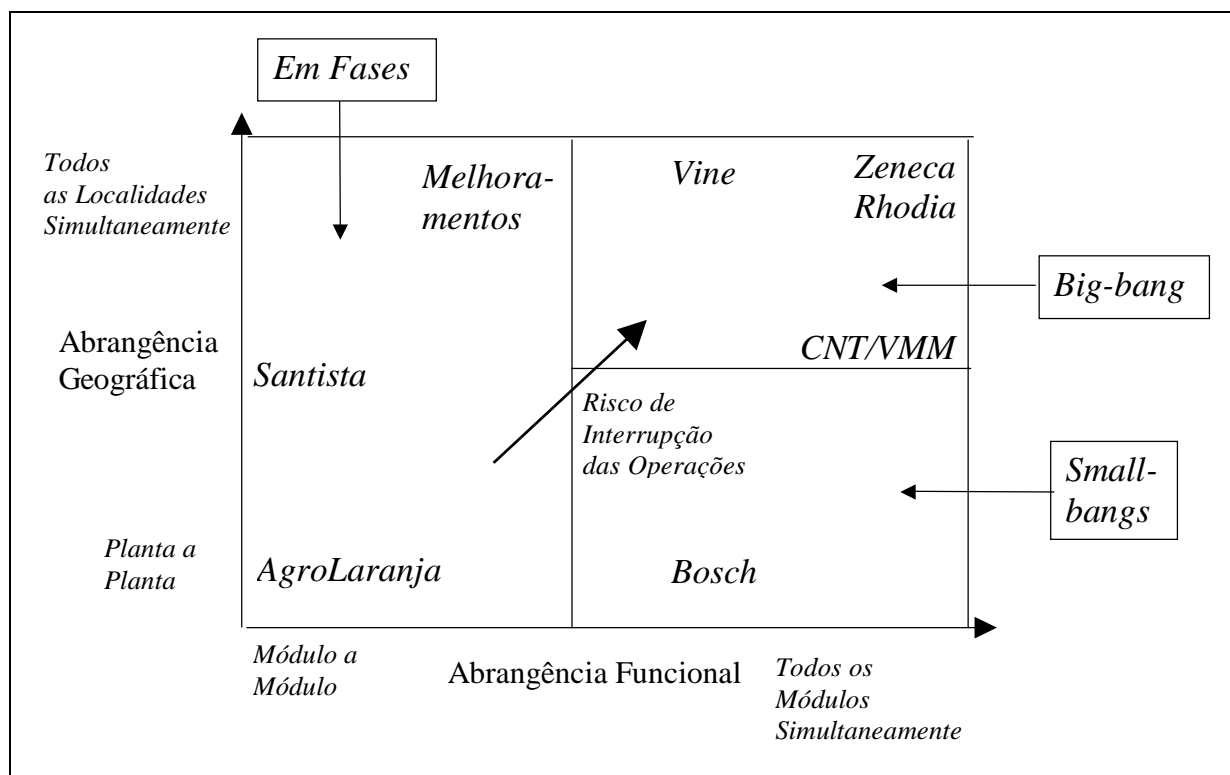 Em Fases
Todos
as Localidades
Simultaneamente
Melhora-
mentos
Vine
Zeneca
Rhodia
Big-bang
Abrangência
Geográfica
Santista
CNT/VMM
Risco de
Interrupção
das Operações
Small-
bangs
Planta a
Planta
AgroLaranja
Bosch
Módulo a
Módulo
Abrangência Funcional
Todos os
Módulos
Simultaneamente